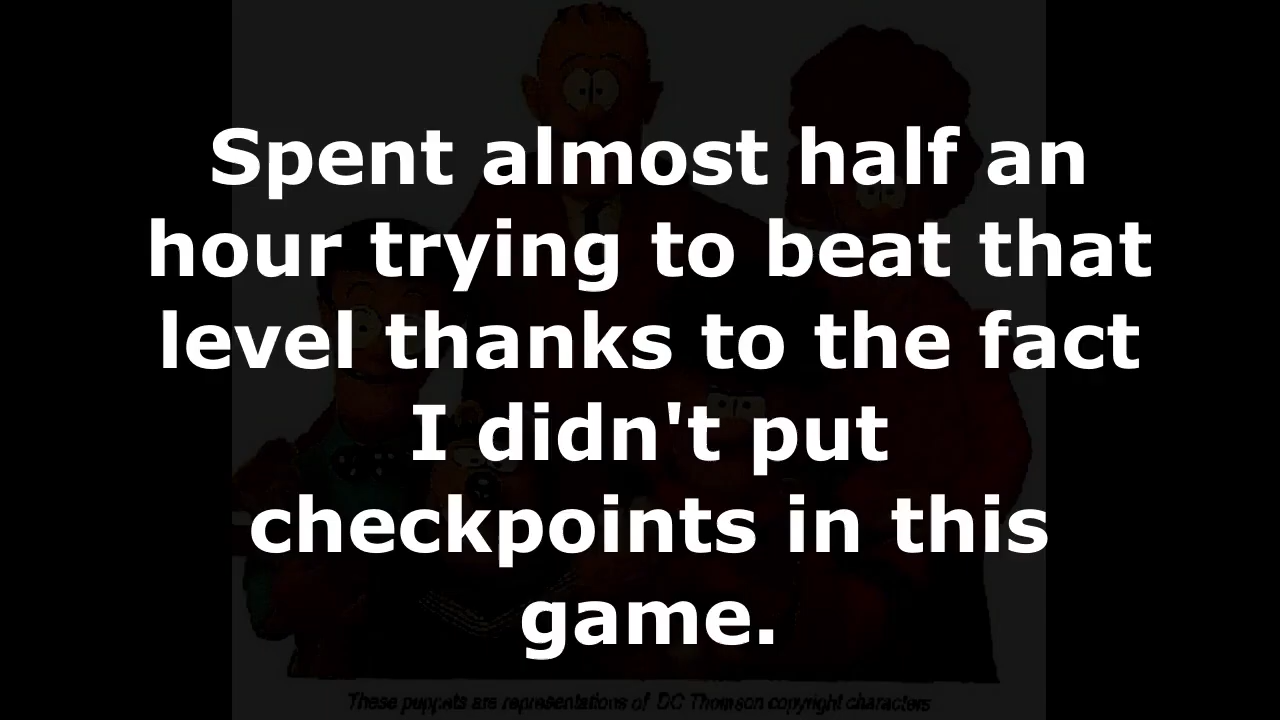 Spent almost half an
hour trying to beat that
level thanks to the fact
I didn't put
checkpoints in this
game.
These puppets are representations of DC Thomson copyright characters